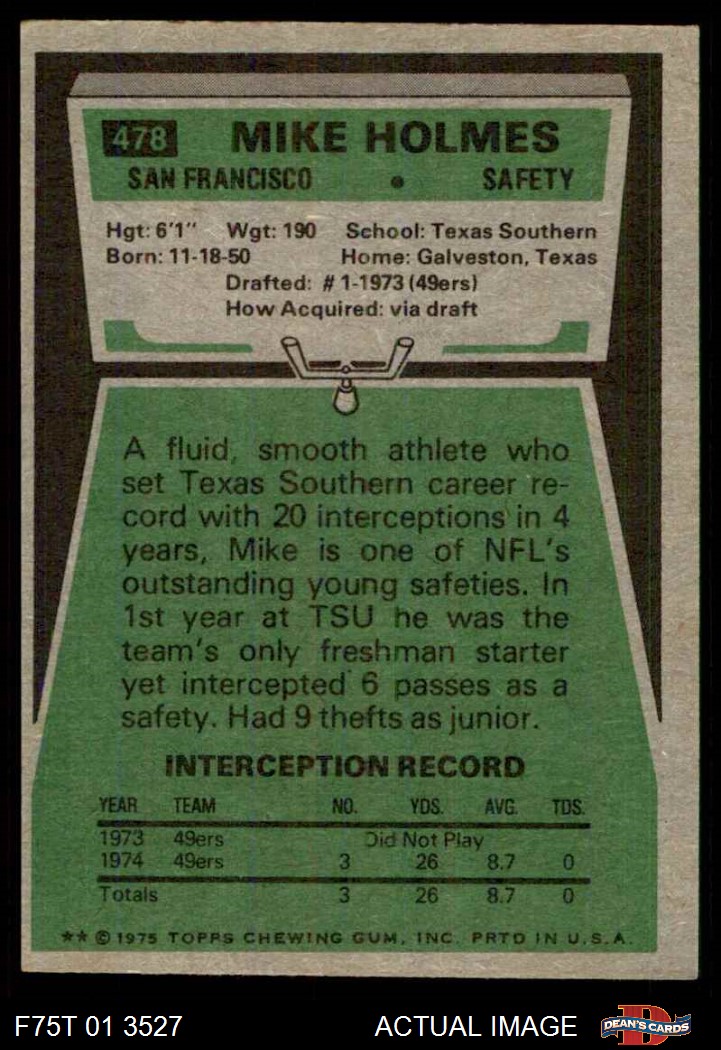 478 MIKE HOLMES
SAN FRANCISCO • SAFETY
Hgt: 6'1" Wgt: 190 School: Texas Southern
Born: 11-18-50 Home: Galveston, Texas
Drafted: # 1-1973 (49ers)
How Acquired: via draft
A fluid, smooth athlete who
set Texas Southern career re-
cord with 20 interceptions in 4
years, Mike is one of NFL's
outstanding young safeties. In
1st year at TSU he was the
team's only freshman starter
yet intercepted 6 passes as a
safety. Had 9 thefts as junior.
INTERCEPTION RECORD
YEAR TEAM NO. YDS. AVG. TDS.
1973 49ers Did Not Play
1974 49ers 3 26 8.7 0
Totals 3 26 8.7 0
** © 1975 TOPPS CHEWING GUM, INC. PRTD IN U.S.A.
F75T 01 3527 ACTUAL IMAGE D DEAN'S CARDS